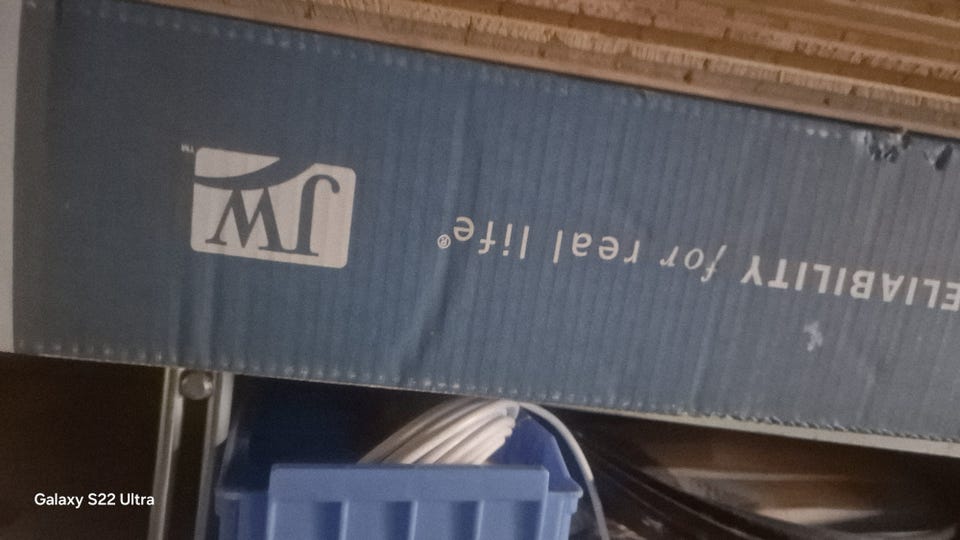 ELIABILITY for real life®
JW™
Galaxy S22 Ultra